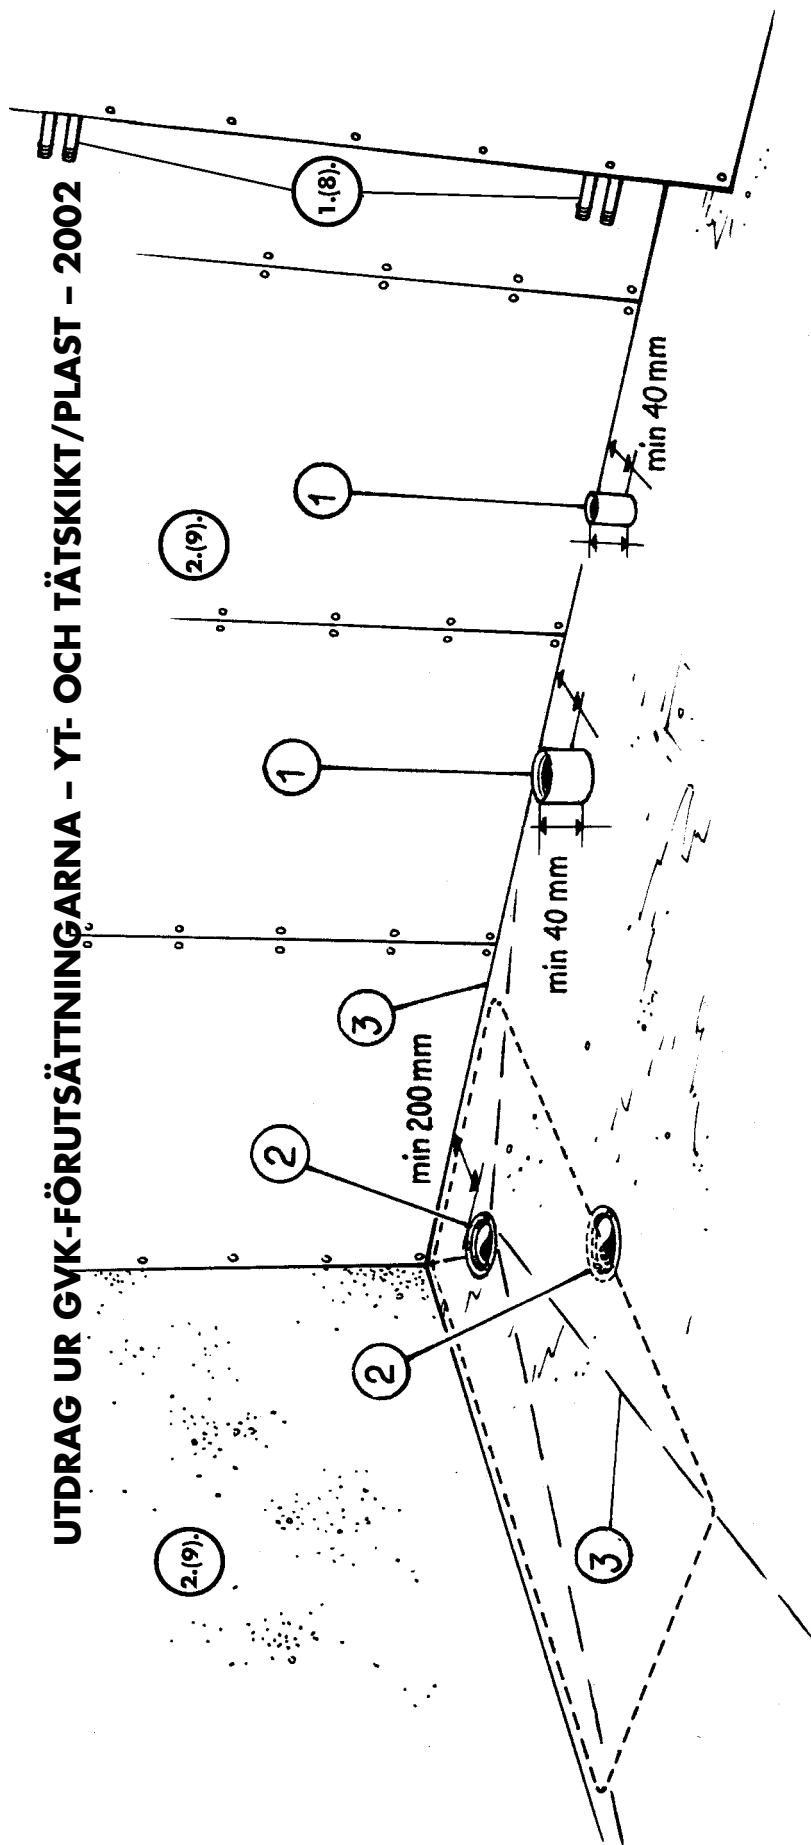 UTDRAG UR GVK-FÖRUTSÄTTNINGARNA – YT- OCH TÄTSKIKT/PLAST – 2002
2.(9).
2.(9).
1.(8).
1
1
2
3
min 200 mm
2
min 40 mm
min 40 mm
3